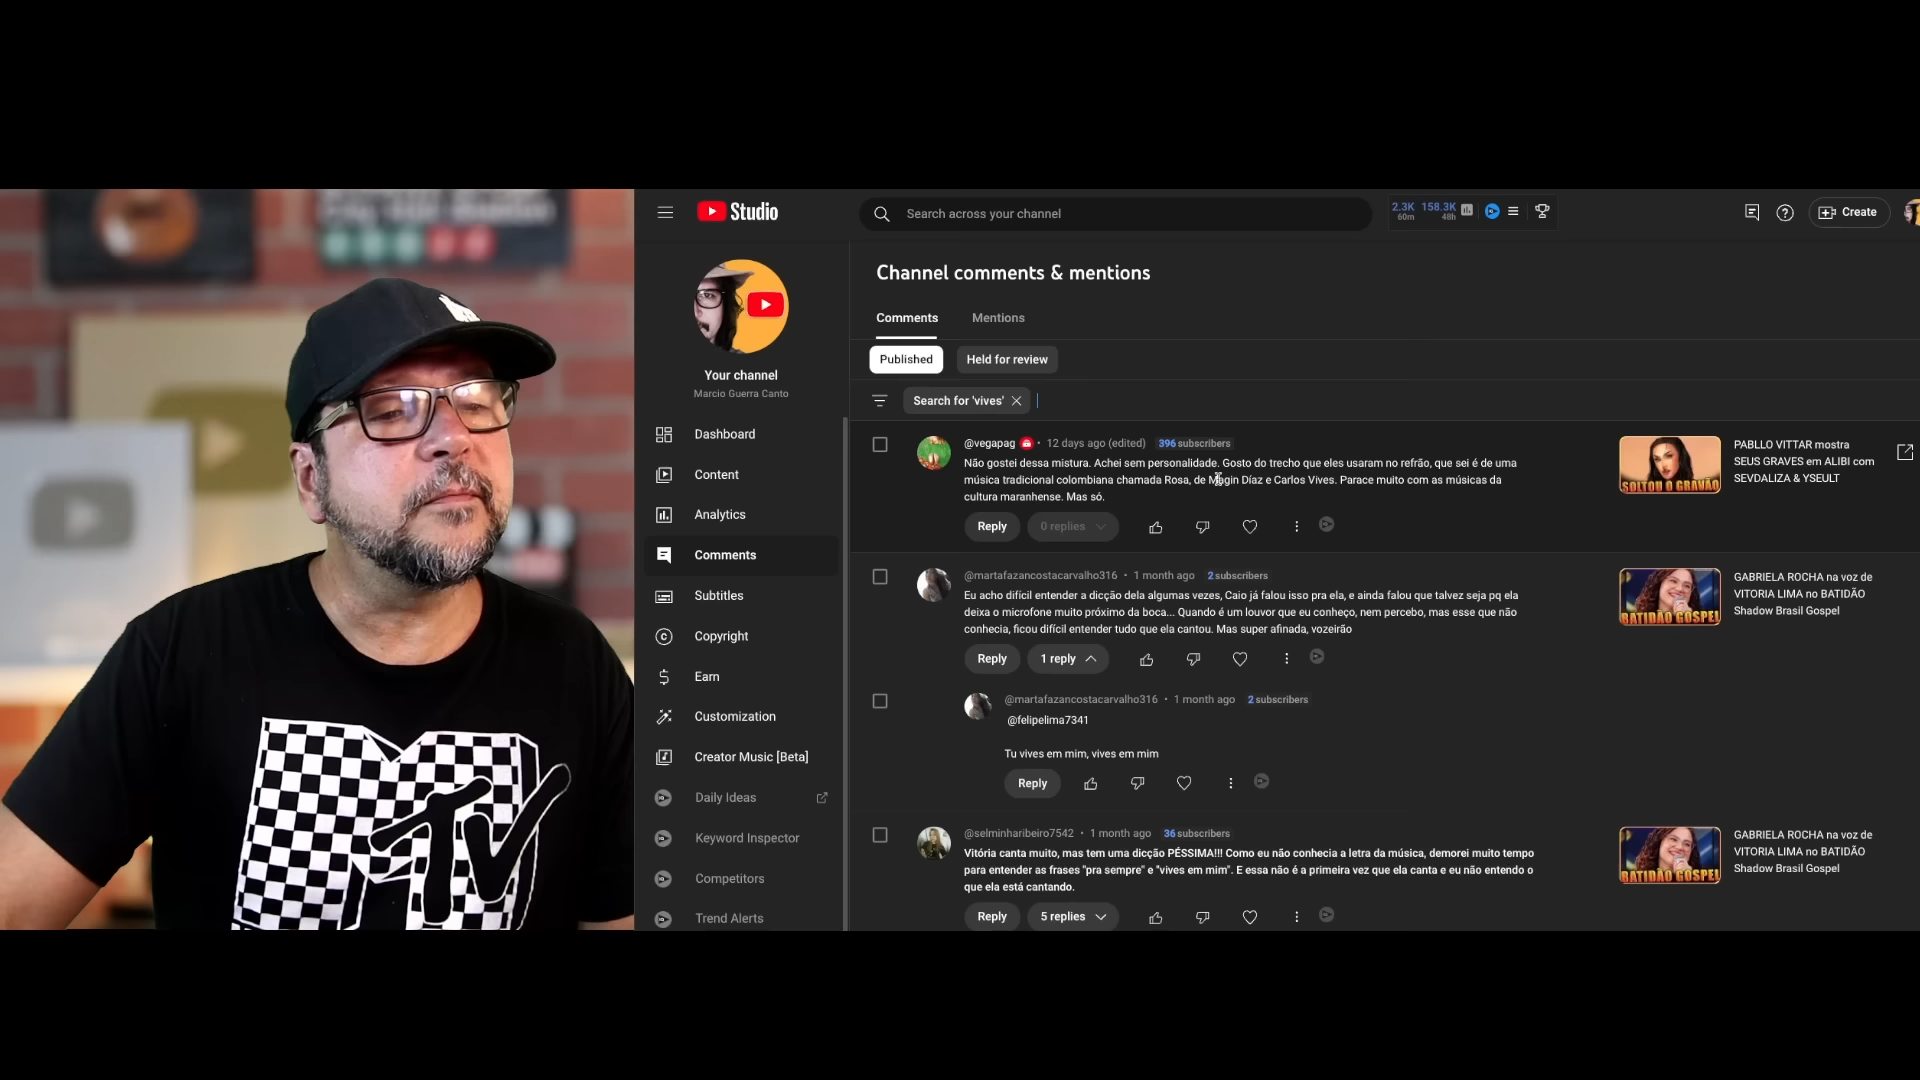 Studio
Search across your channel
2.3K 158.3K
60m 48h
Create
Channel comments & mentions
Comments Mentions
Published Held for review
Search for 'vives'
Your channel
Marcio Guerra Canto
Dashboard
Content
Analytics
Comments
Subtitles
Copyright
Earn
Customization
Creator Music [Beta]
Daily Ideas
Keyword Inspector
Competitors
Trend Alerts
@vegapag • 12 days ago (edited) 396 subscribers
Não gostei dessa mistura. Achei sem personalidade. Gosto do trecho que eles usaram no refrão, que sei é de uma
música tradicional colombiana chamada Rosa, de Magin Díaz e Carlos Vives. Parace muito com as músicas da
cultura maranhense. Mas só.
Reply 0 replies
SOLTOU O GRAVÃO
PABLLO VITTAR mostra
SEUS GRAVES em ALIBI com
SEVDALIZA & YSEULT
@martafazancostacarvalho316 • 1 month ago 2 subscribers
Eu acho difícil entender a dicção dela algumas vezes, Caio já falou isso pra ela, e ainda falou que talvez seja pq ela
deixa o microfone muito próximo da boca... Quando é um louvor que eu conheço, nem percebo, mas esse que não
conhecia, ficou difícil entender tudo que ela cantou. Mas super afinada, vozeirão
Reply 1 reply
BATIDÃO GOSPEL
GABRIELA ROCHA na voz de
VITORIA LIMA no BATIDÃO
Shadow Brasil Gospel
@martafazancostacarvalho316 • 1 month ago 2 subscribers
@felipelima7341
Tu vives em mim, vives em mim
Reply
@selminharibeiro7542 • 1 month ago 36 subscribers
Vitória canta muito, mas tem uma dicção PÉSSIMA!!! Como eu não conhecia a letra da música, demorei muito tempo
para entender as frases "pra sempre" e "vives em mim". E essa não é a primeira vez que ela canta e eu não entendo o
que ela está cantando.
Reply 5 replies
BATIDÃO GOSPEL
GABRIELA ROCHA na voz de
VITORIA LIMA no BATIDÃO
Shadow Brasil Gospel
TV